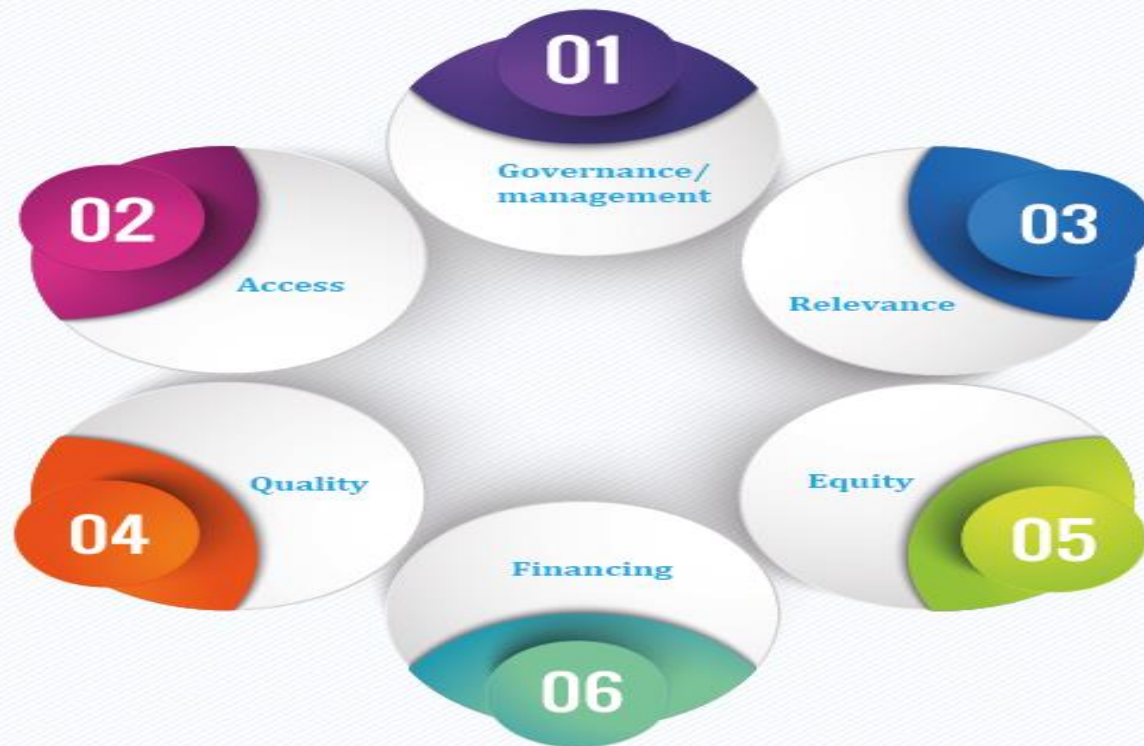 01
Governance/
management
02
Access
03
Relevance
04
Quality
05
Equity
Financing
06